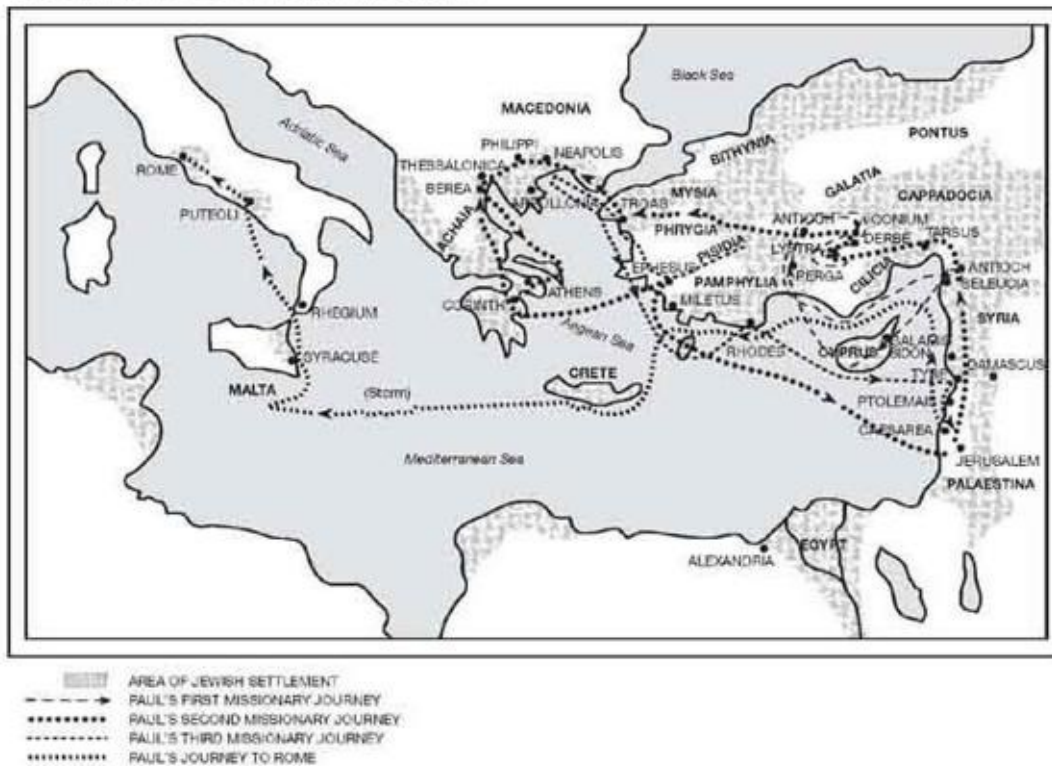 Black Sea
MACEDONIA
Adriatic Sea
PONTUS
BITHYNIA
PHILIPPI
NEAPOLIS
ROME
THESSALONICA
GALATIA
BEREA
MYSIA
CAPPADOCIA
APOLLONIA
TROAS
PUTEOLI
ANTIOCH
ICONIUM
ACHAIA
PHRYGIA
DERBE
TARSUS
LYSTRA
PISIDIA
EPHESUS
PERGA
CILICIA
ANTIOCH
PAMPHYLIA
SELEUCIA
ATHENS
CORINTH
MILETUS
RHEGIUM
SYRIA
Aegean Sea
SALAMIS
RHODES
CYPRUS
SIDON
SYRACUSE
DAMASCUS
CRETE
TYRE
MALTA
(Storm)
PTOLEMAIS
CAESAREA
Mediterranean Sea
JERUSALEM
PALAESTINA
EGYPT
ALEXANDRIA
AREA OF JEWISH SETTLEMENT
PAUL'S FIRST MISSIONARY JOURNEY
PAUL'S SECOND MISSIONARY JOURNEY
PAUL'S THIRD MISSIONARY JOURNEY
PAUL'S JOURNEY TO ROME